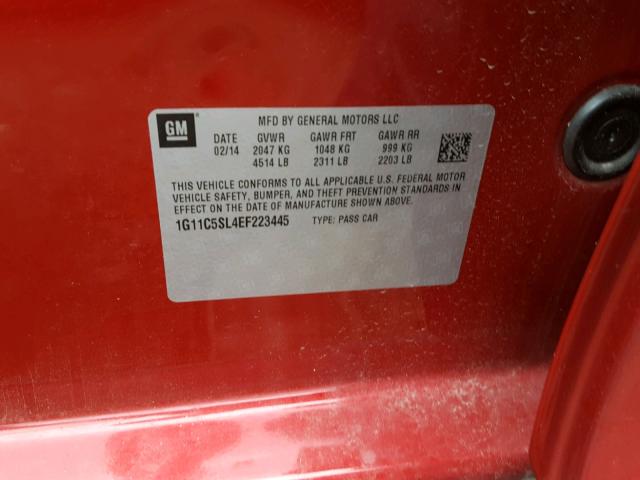 GM
MFD BY GENERAL MOTORS LLC
DATE GVWR GAWR FRT GAWR RR
02/14 2047 KG 1048 KG 999 KG
4514 LB 2311 LB 2203 LB
THIS VEHICLE CONFORMS TO ALL APPLICABLE U.S. FEDERAL MOTOR
VEHICLE SAFETY, BUMPER, AND THEFT PREVENTION STANDARDS IN
EFFECT ON THE DATE OF MANUFACTURE SHOWN ABOVE.
1G11C5SL4EF223445 TYPE: PASS CAR